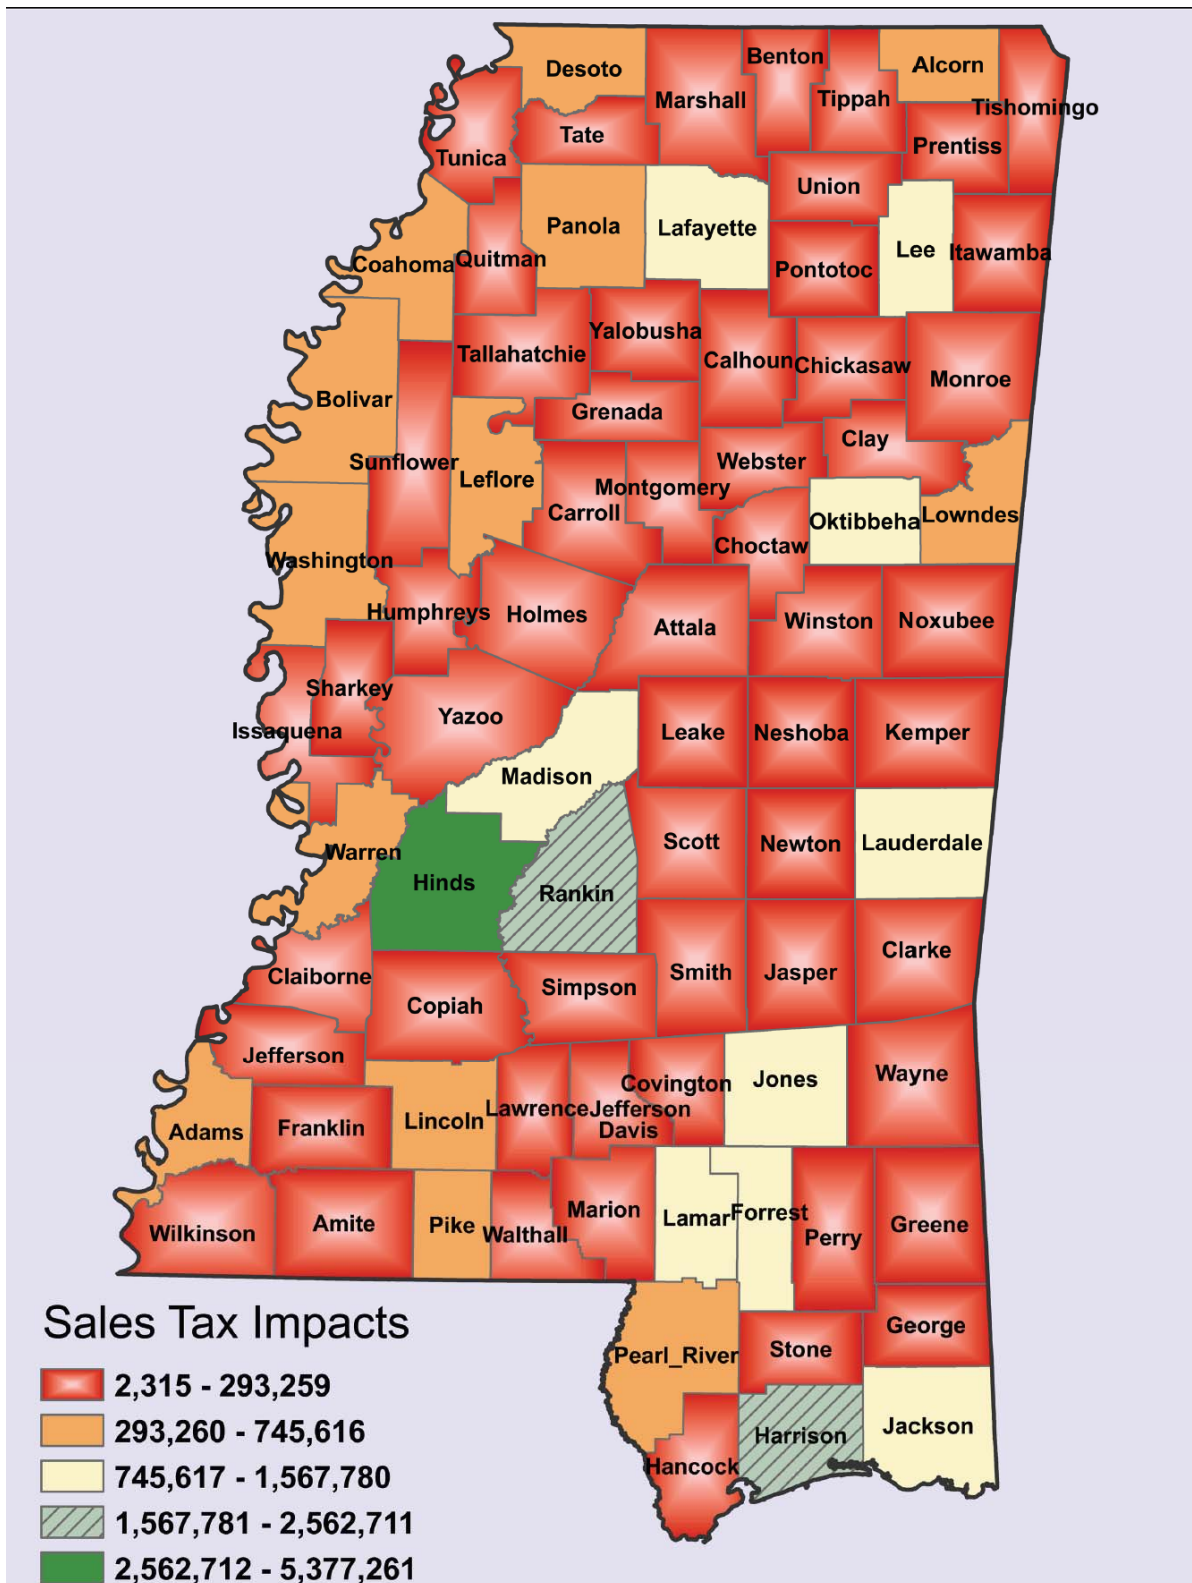 Desoto
Benton
Alcorn
Marshall
Tippah
Tishomingo
Tate
Prentiss
Tunica
Union
Panola
Lafayette
Lee
Itawamba
Coahoma
Quitman
Pontotoc
Yalobusha
Tallahatchie
Calhoun
Chickasaw
Monroe
Bolivar
Grenada
Clay
Sunflower
Webster
Leflore
Montgomery
Carroll
Oktibbeha
Lowndes
Choctaw
Washington
Humphreys
Holmes
Attala
Winston
Noxubee
Sharkey
Yazoo
Issaquena
Leake
Neshoba
Kemper
Madison
Scott
Newton
Lauderdale
Warren
Hinds
Rankin
Claiborne
Simpson
Smith
Jasper
Clarke
Copiah
Jefferson
Covington
Jones
Wayne
Lawrence
Jefferson
Davis
Adams
Franklin
Lincoln
Wilkinson
Amite
Pike
Walthall
Marion
Lamar
Forrest
Perry
Greene
George
Stone
Pearl_River
Harrison
Jackson
Hancock
Sales Tax Impacts
2,315 - 293,259
293,260 - 745,616
745,617 - 1,567,780
1,567,781 - 2,562,711
2,562,712 - 5,377,261